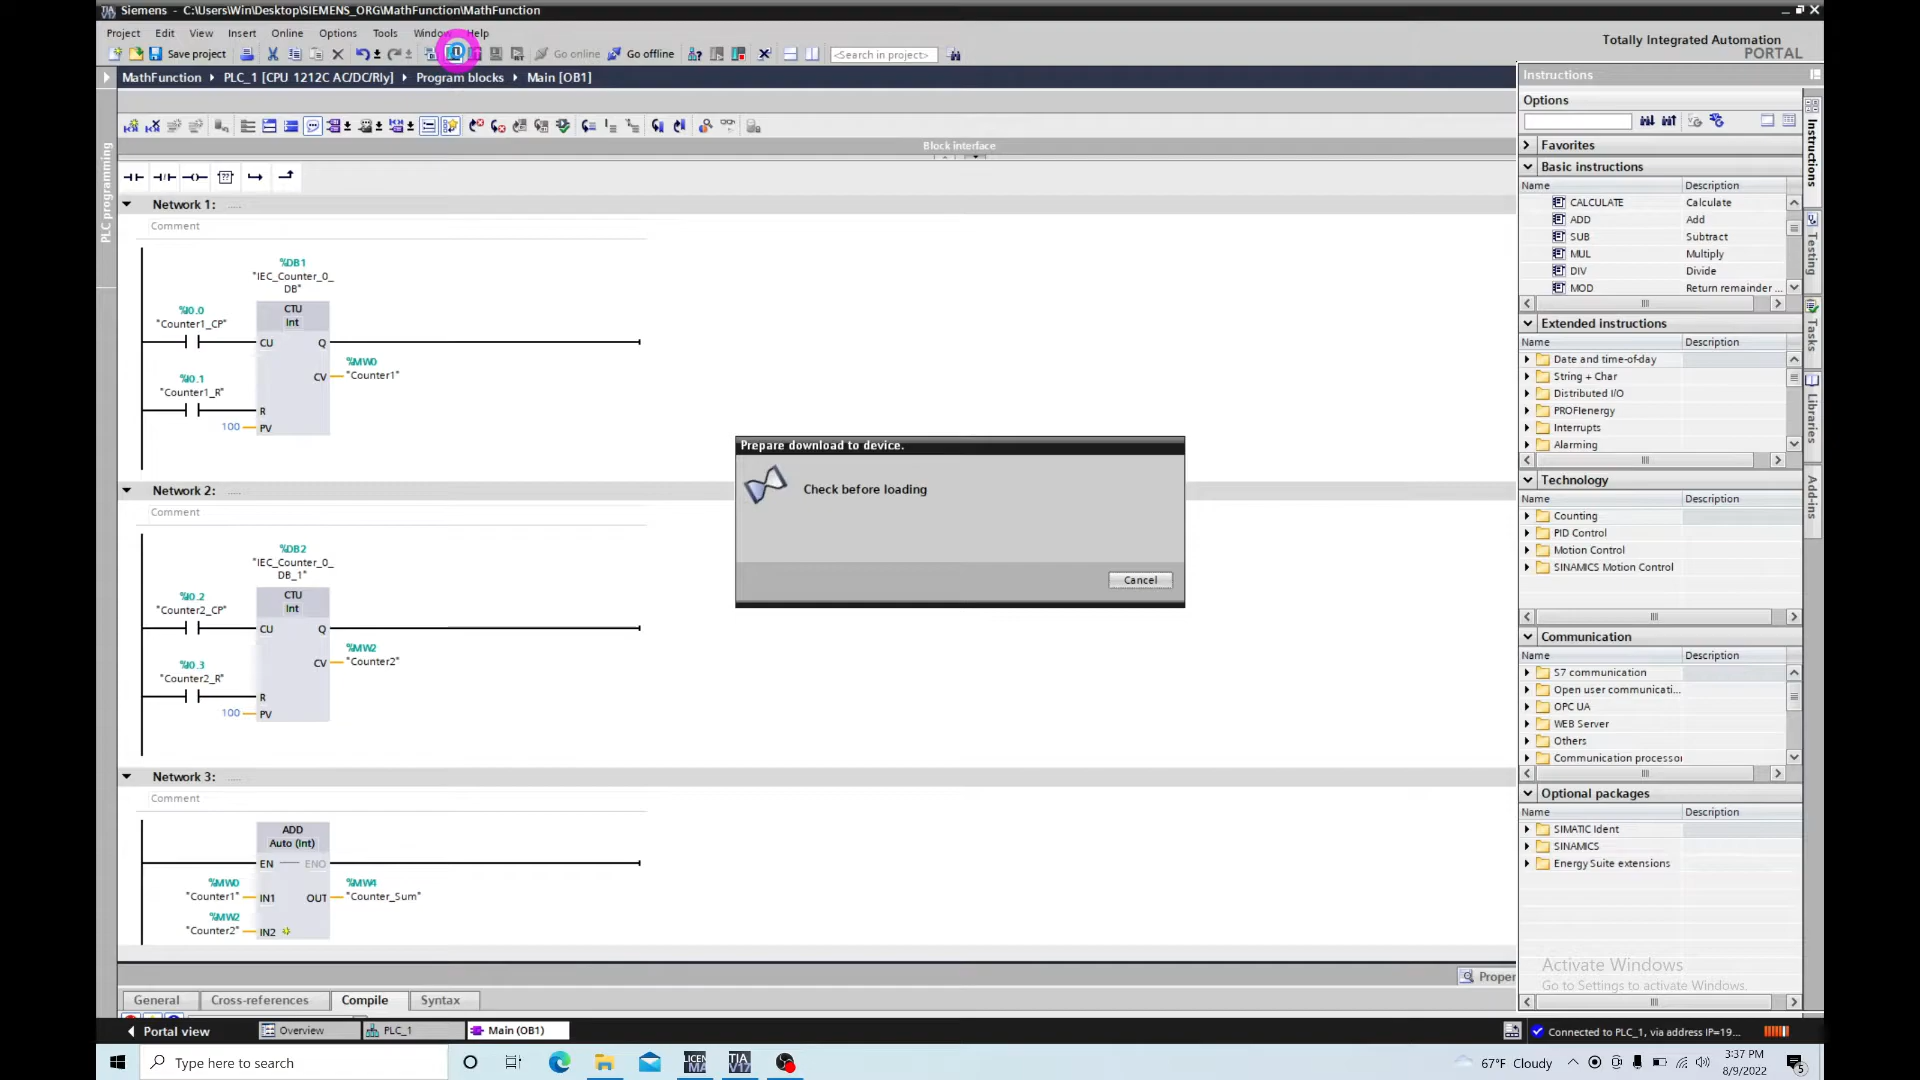 Siemens - C:\Users\Win\Desktop\SIEMENS_ORG\MathFunction\MathFunction
Project Edit View Insert Online Options Tools Window Help
Totally Integrated Automation
PORTAL
Save project Go online Go offline <Search in project>
MathFunction PLC_1 [CPU 1212C AC/DC/Rly] Program blocks Main [OB1]
Instructions
Options
Block interface
PLC programming
Network 1: .....
Comment
%DB1
"IEC_Counter_0_
DB"
CTU
Int
%I0.0
"Counter1_CP"
CU Q
%MW0
CV "Counter1"
%I0.1
"Counter1_R"
R
100 PV
Network 2: .....
Comment
%DB2
"IEC_Counter_0_
DB_1"
CTU
Int
%I0.2
"Counter2_CP"
CU Q
%MW2
CV "Counter2"
%I0.3
"Counter2_R"
R
100 PV
Network 3: .....
Comment
ADD
Auto (Int)
EN ENO
%MW0 %MW4
"Counter1" IN1 OUT "Counter_Sum"
%MW2
"Counter2" IN2
Prepare download to device.
Check before loading
Cancel
Favorites
Basic instructions
Name Description
CALCULATE Calculate
ADD Add
SUB Subtract
MUL Multiply
DIV Divide
MOD Return remainder ...
Extended instructions
Name Description
Date and time-of-day
String + Char
Distributed I/O
PROFIenergy
Interrupts
Alarming
Technology
Name Description
Counting
PID Control
Motion Control
SINAMICS Motion Control
Communication
Name Description
S7 communication
Open user communicati...
OPC UA
WEB Server
Others
Communication processor
Optional packages
Name Description
SIMATIC Ident
SINAMICS
Energy Suite extensions
Instructions
Testing
Tasks
Libraries
Add-ins
Activate Windows
Go to Settings to activate Windows.
Proper
General Cross-references Compile Syntax
Portal view Overview PLC_1 Main (OB1)
Connected to PLC_1, via address IP=19...
Type here to search
TIA
V17
67°F Cloudy
3:37 PM
8/9/2022
5